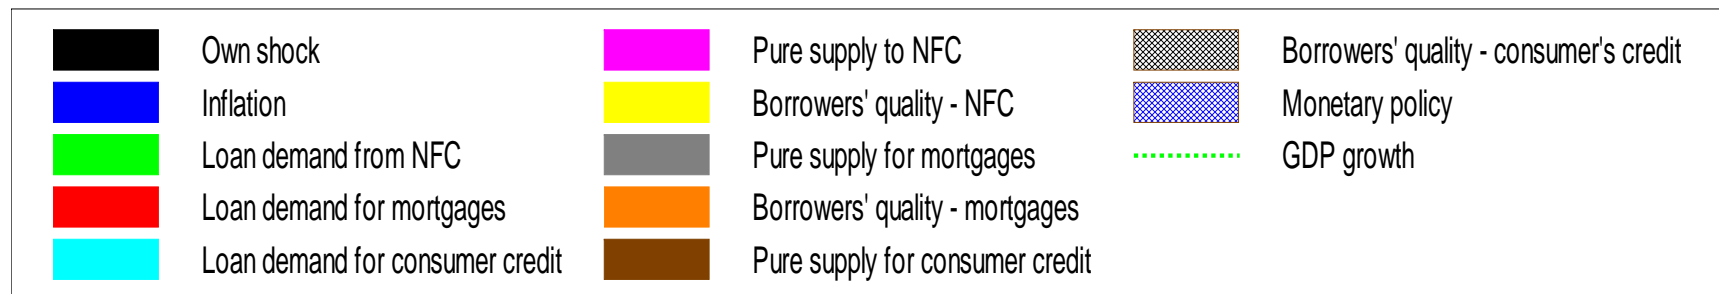 Own shock
Inflation
Loan demand from NFC
Loan demand for mortgages
Loan demand for consumer credit
Pure supply to NFC
Borrowers' quality - NFC
Pure supply for mortgages
Borrowers' quality - mortgages
Pure supply for consumer credit
Borrowers' quality - consumer's credit
Monetary policy
GDP growth